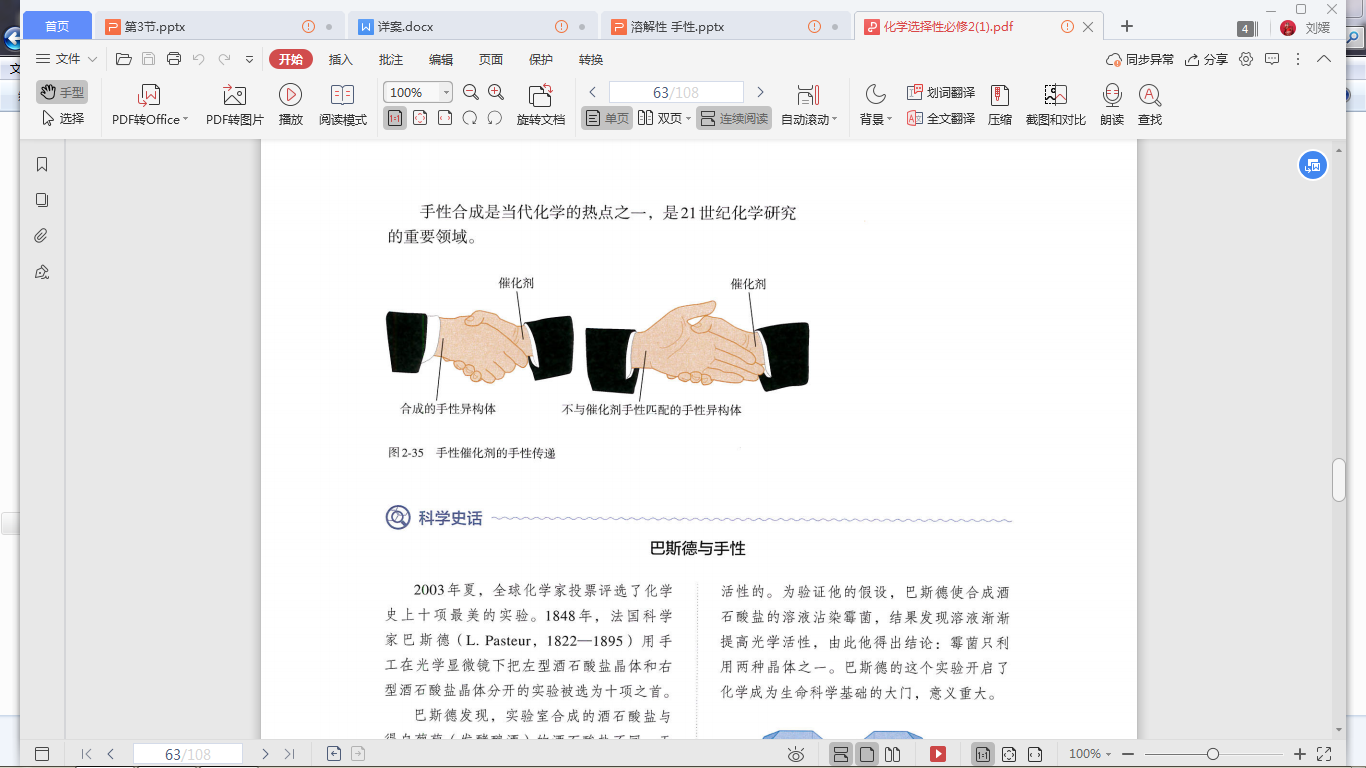 首页
第3节.pptx
详案.docx
溶解性 手性.pptx
化学选择性必修2(1).pdf
4
刘媛
文件
开始
插入
批注
编辑
页面
保护
转换
同步异常
分享
手型
选择
PDF转Office
PDF转图片
播放
阅读模式
100%
旋转文档
63/108
单页
双页
连续阅读
自动滚动
背景
划词翻译
全文翻译
压缩
截图和对比
朗读
查找
手性合成是当代化学的热点之一，是21世纪化学研究
的重要领域。
催化剂
催化剂
合成的手性异构体
不与催化剂手性匹配的手性异构体
图2-35 手性催化剂的手性传递
科学史话
巴斯德与手性
2003年夏，全球化学家投票评选了化学
史上十项最美的实验。1848年，法国科学
家巴斯德（L. Pasteur，1822—1895）用手
工在光学显微镜下把左型酒石酸盐晶体和右
型酒石酸盐晶体分开的实验被选为十项之首。
巴斯德发现，实验室合成的酒石酸盐与
活性的。为验证他的假设，巴斯德使合成酒
石酸盐的溶液沾染霉菌，结果发现溶液渐渐
提高光学活性，由此他得出结论：霉菌只利
用两种晶体之一。巴斯德的这个实验开启了
化学成为生命科学基础的大门，意义重大。
63/108
100%